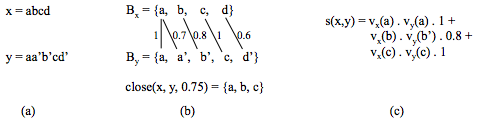 x = abcd
y = aa'b'cd'
(a)
Bx = {a, b, c, d}
1 0.7 0.8 1 0.6
By = {a, a', b', c, d'}
close(x, y, 0.75) = {a, b, c}
(b)
s(x,y) = vx(a) . vy(a) . 1 +
vx(b) . vy(b') . 0.8 +
vx(c) . vy(c) . 1
(c)